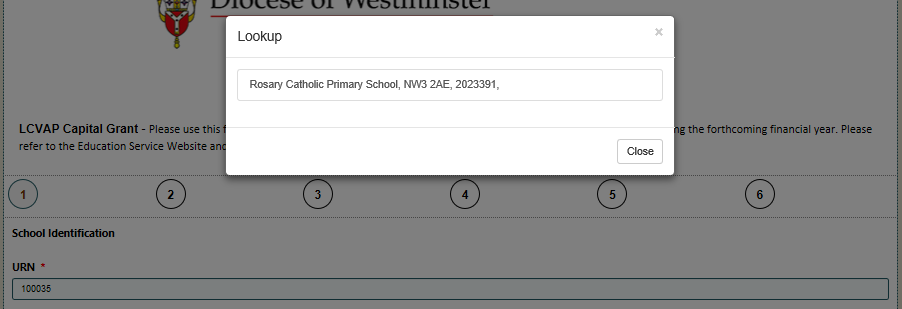 Diocese of Westminster
Lookup
×
Rosary Catholic Primary School, NW3 2AE, 2023391,
Close
LCVAP Capital Grant - Please use this f
ng the forthcoming financial year. Please
refer to the Education Service Website and
1 2 3 4 5 6
School Identification
URN *
100035